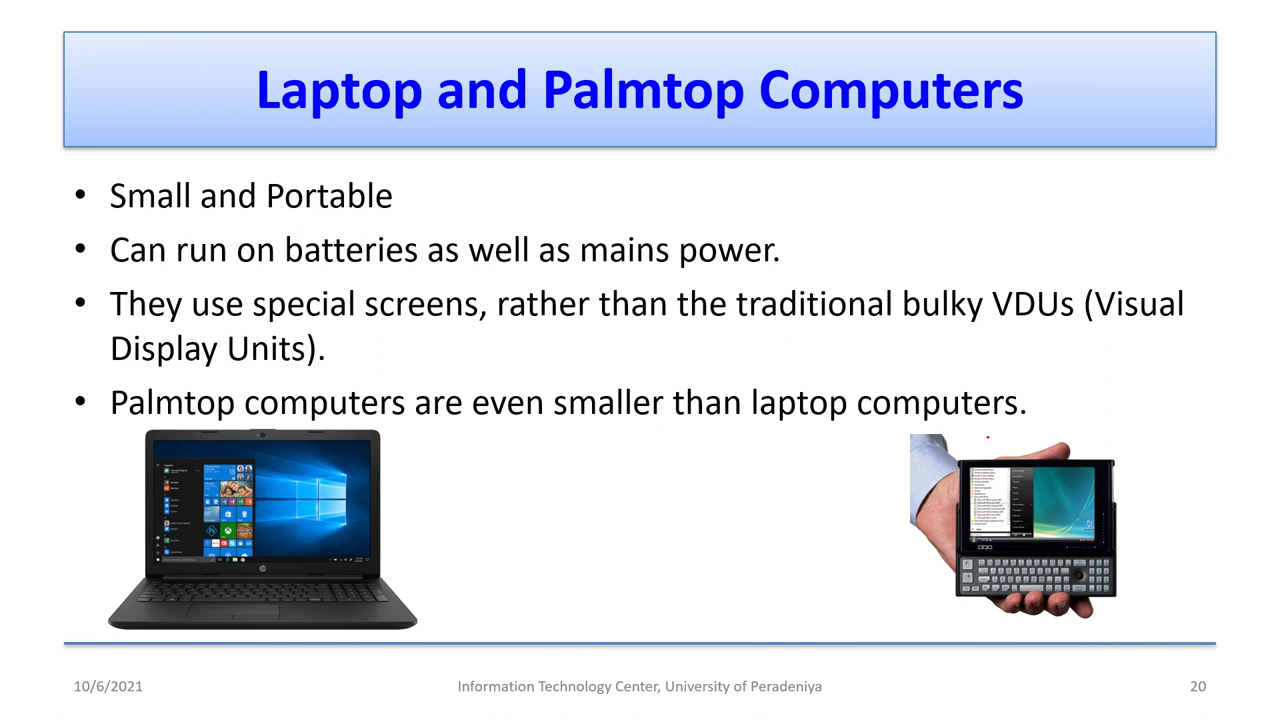 Laptop and Palmtop Computers
• Small and Portable
• Can run on batteries as well as mains power.
• They use special screens, rather than the traditional bulky VDUs (Visual
Display Units).
• Palmtop computers are even smaller than laptop computers.
hp
OQO
10/6/2021
Information Technology Center, University of Peradeniya
20